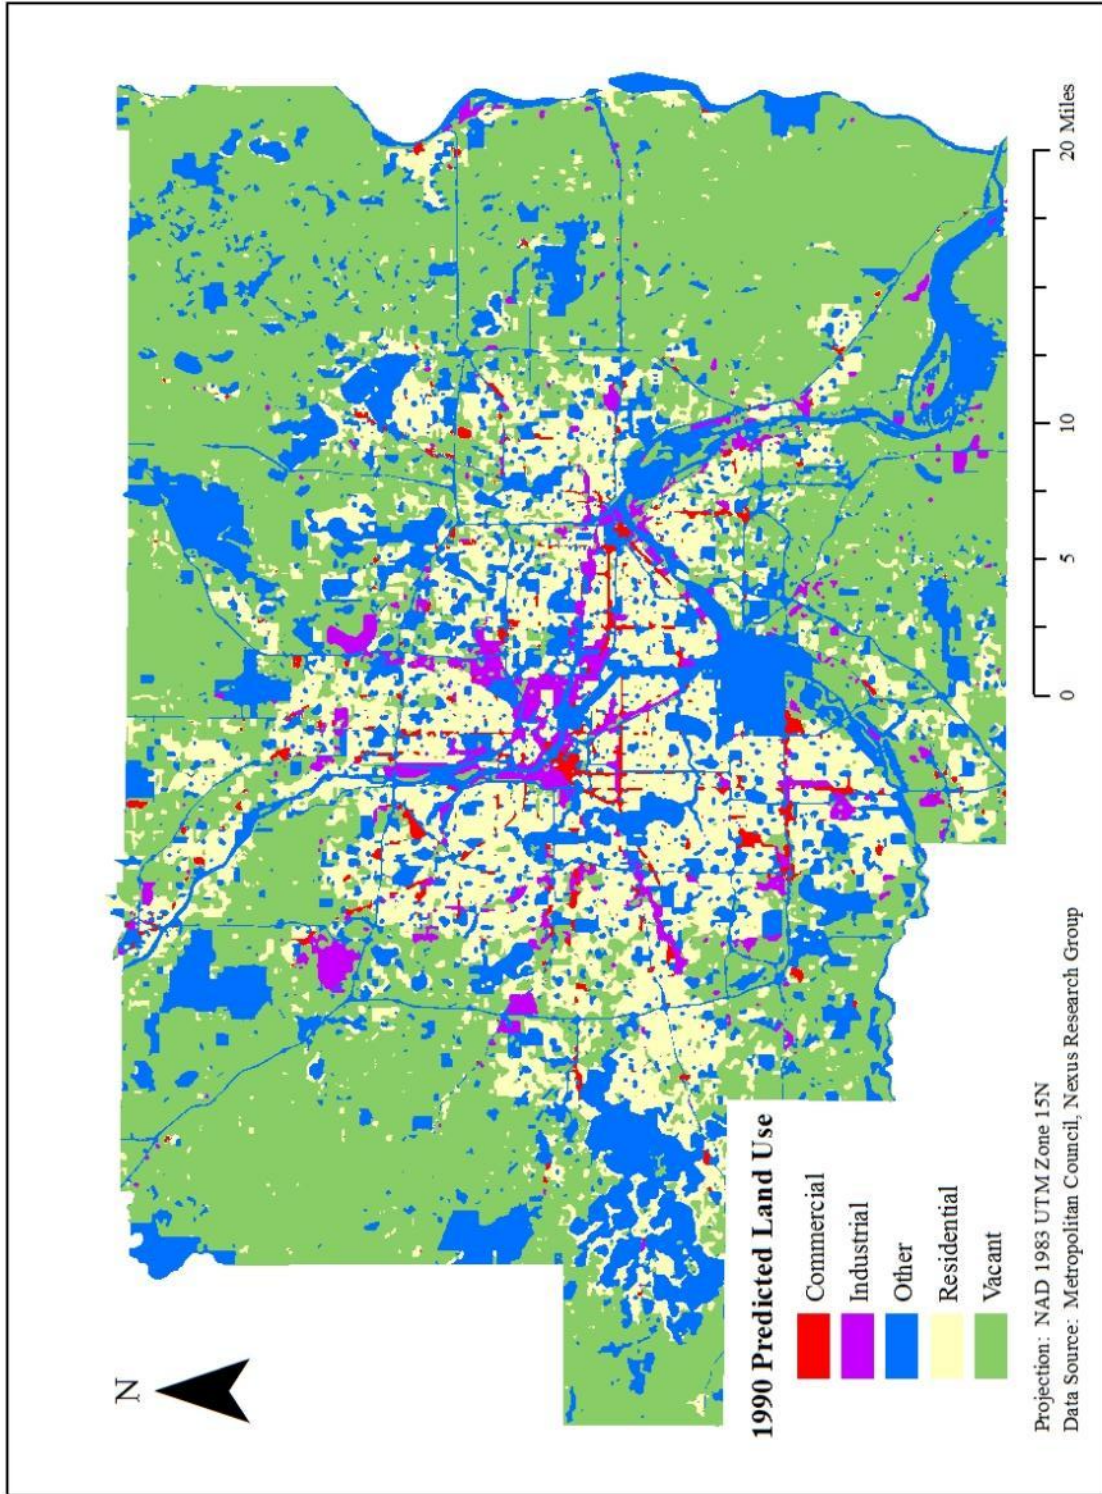 N
1990 Predicted Land Use
Commercial
Industrial
Other
Residential
Vacant
0 5 10 20 Miles
Projection: NAD 1983 UTM Zone 15N
Data Source: Metropolitan Council, Nexus Research Group